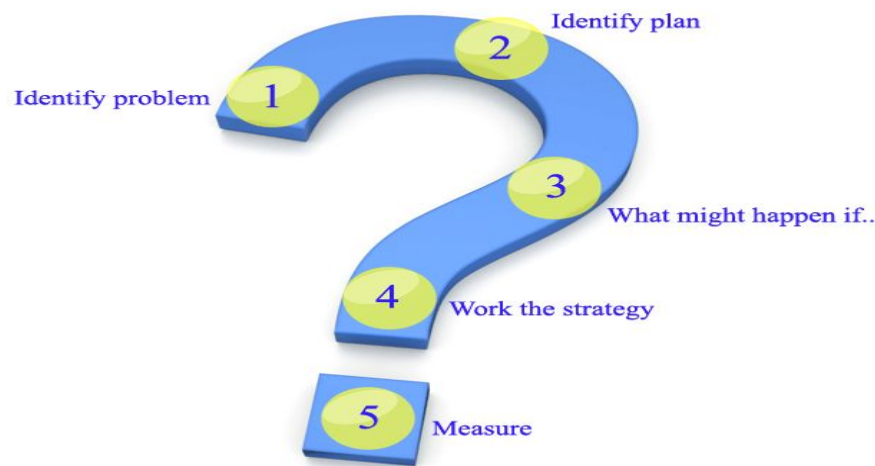 1
Identify problem
2
Identify plan
3
What might happen if..
4
Work the strategy
5
Measure